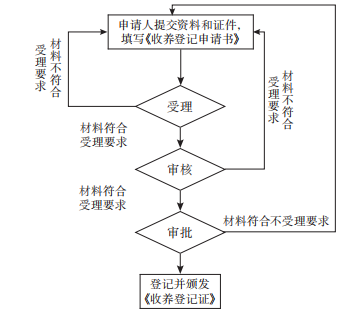 申请人提交资料和证件,
填写《收养登记申请书》
材料不符合
受理要求
材料不符合
受理要求
受理
材料符合
受理要求
审核
材料符合
受理要求
审批
材料符合不受理要求
登记并颁发
《收养登记证》